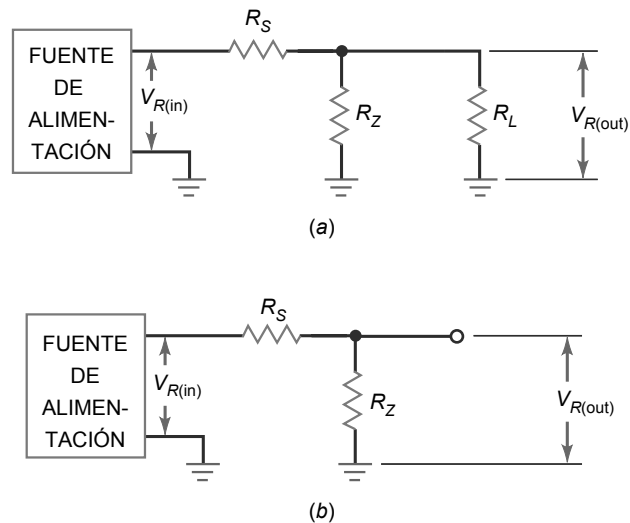 R_S
FUENTE
DE
ALIMEN-
TACIÓN
V_R(in)
R_Z
R_L
V_R(out)
(a)
R_S
FUENTE
DE
ALIMEN-
TACIÓN
V_R(in)
R_Z
V_R(out)
(b)